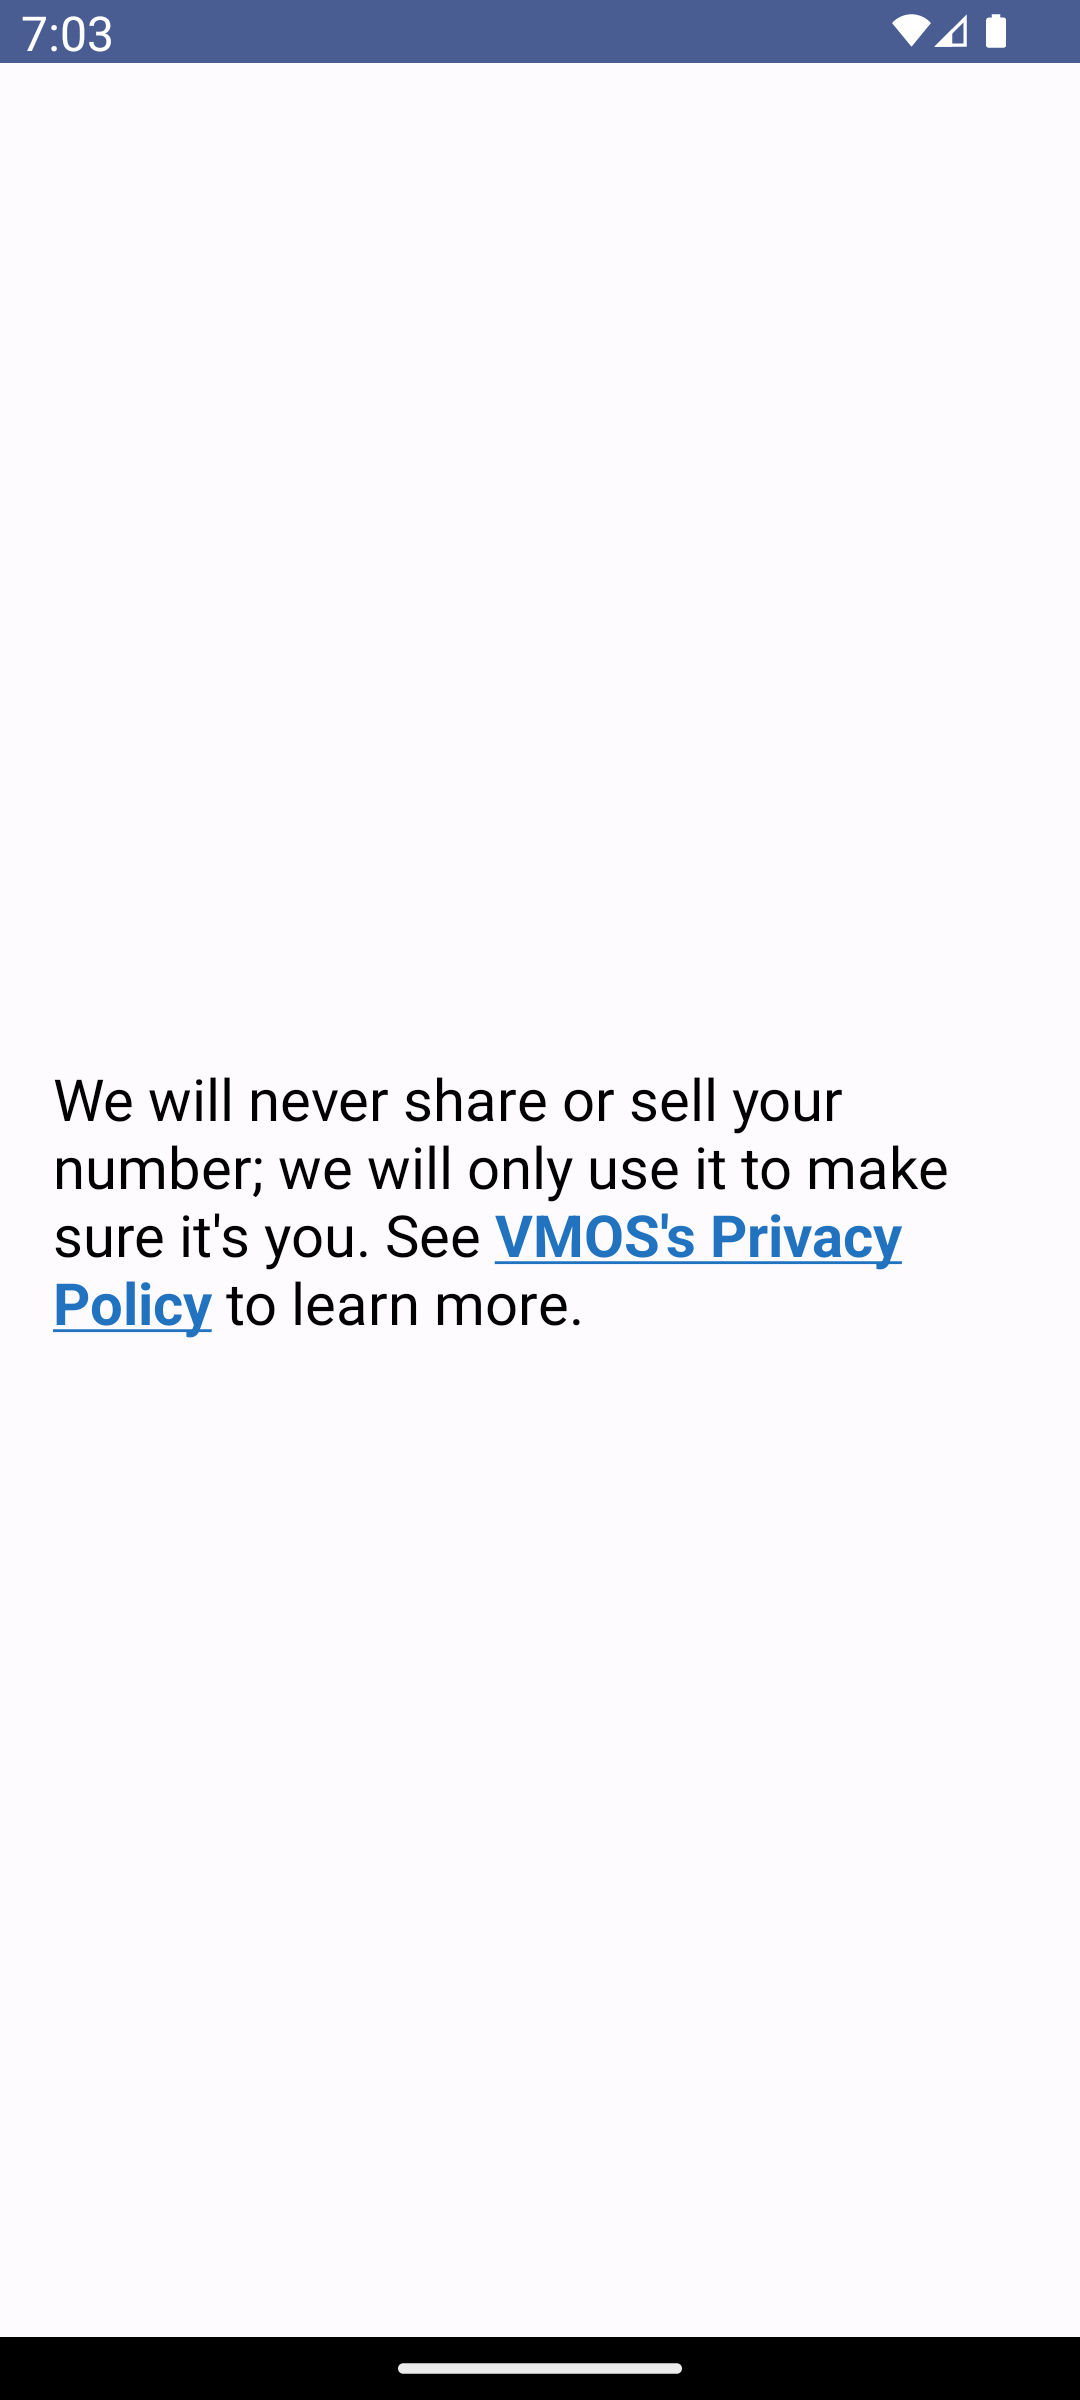 7:03
We will never share or sell your
number; we will only use it to make
sure it's you. See VMOS's Privacy
Policy to learn more.